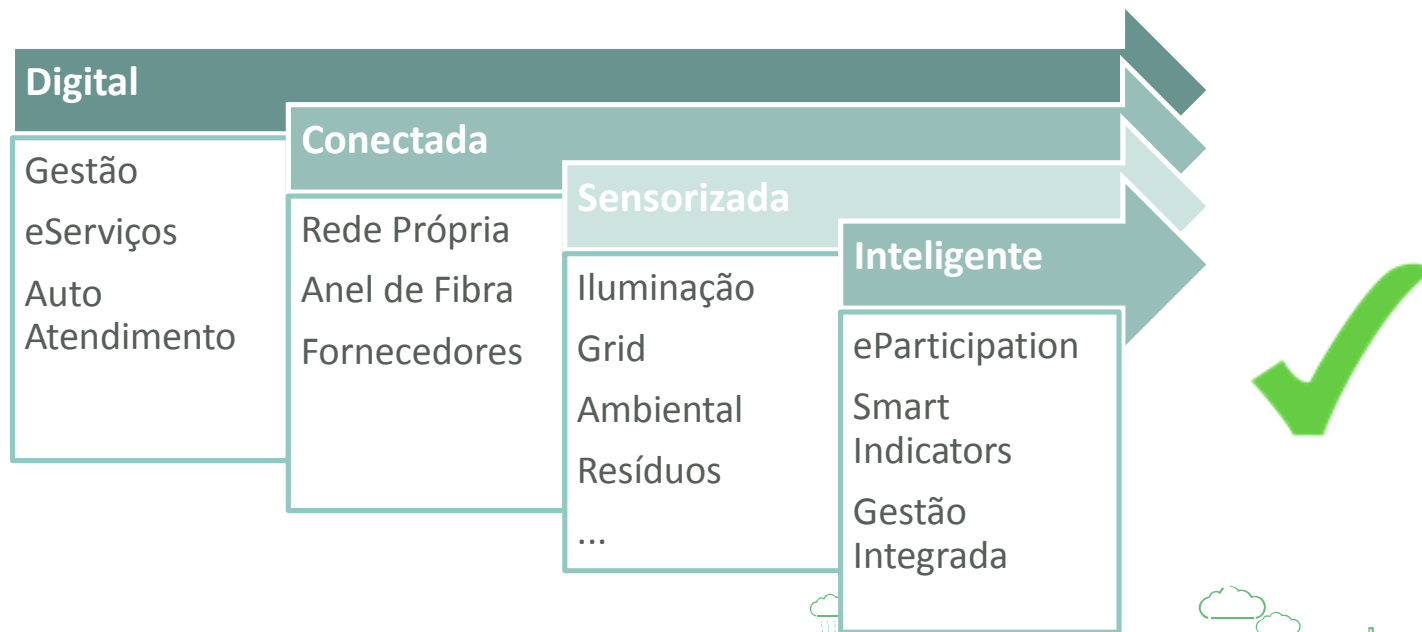 Digital
Gestão
eServiços
Auto
Atendimento
Conectada
Rede Própria
Anel de Fibra
Fornecedores
Sensorizada
Iluminação
Grid
Ambiental
Resíduos
...
Inteligente
eParticipation
Smart
Indicators
Gestão
Integrada